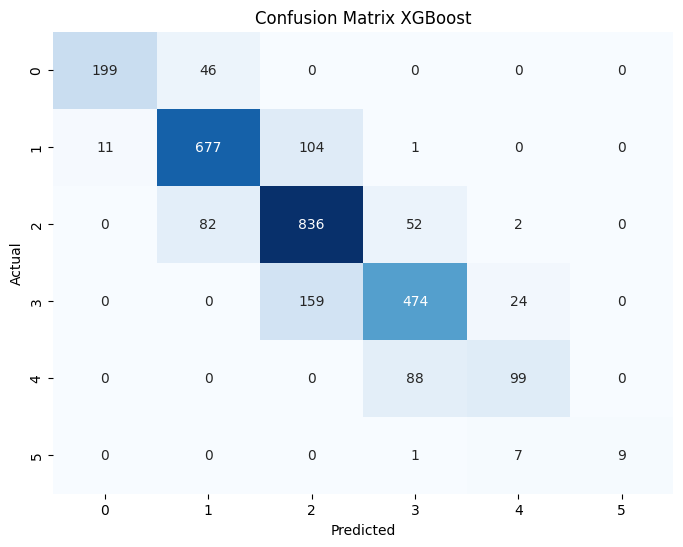 Confusion Matrix XGBoost
0 199 46 0 0 0 0
1 11 677 104 1 0 0
2 0 82 836 52 2 0
3 0 0 159 474 24 0
4 0 0 0 88 99 0
5 0 0 0 1 7 9
0 1 2 3 4 5
Actual
Predicted